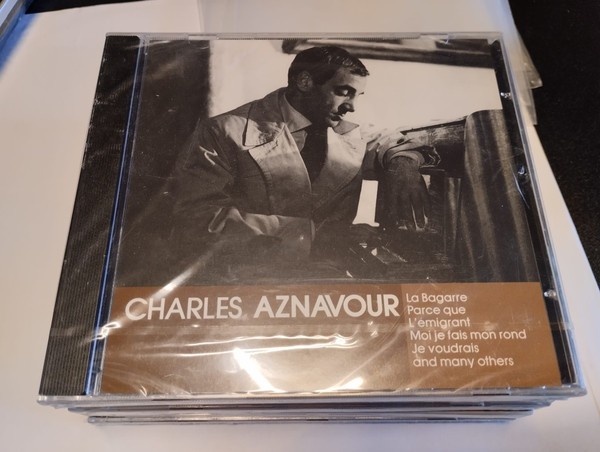 CHARLES AZNAVOUR
La Bagarre
Parce que
L'emigrant
Moi je fais mon rond
Je voudrais
and many others